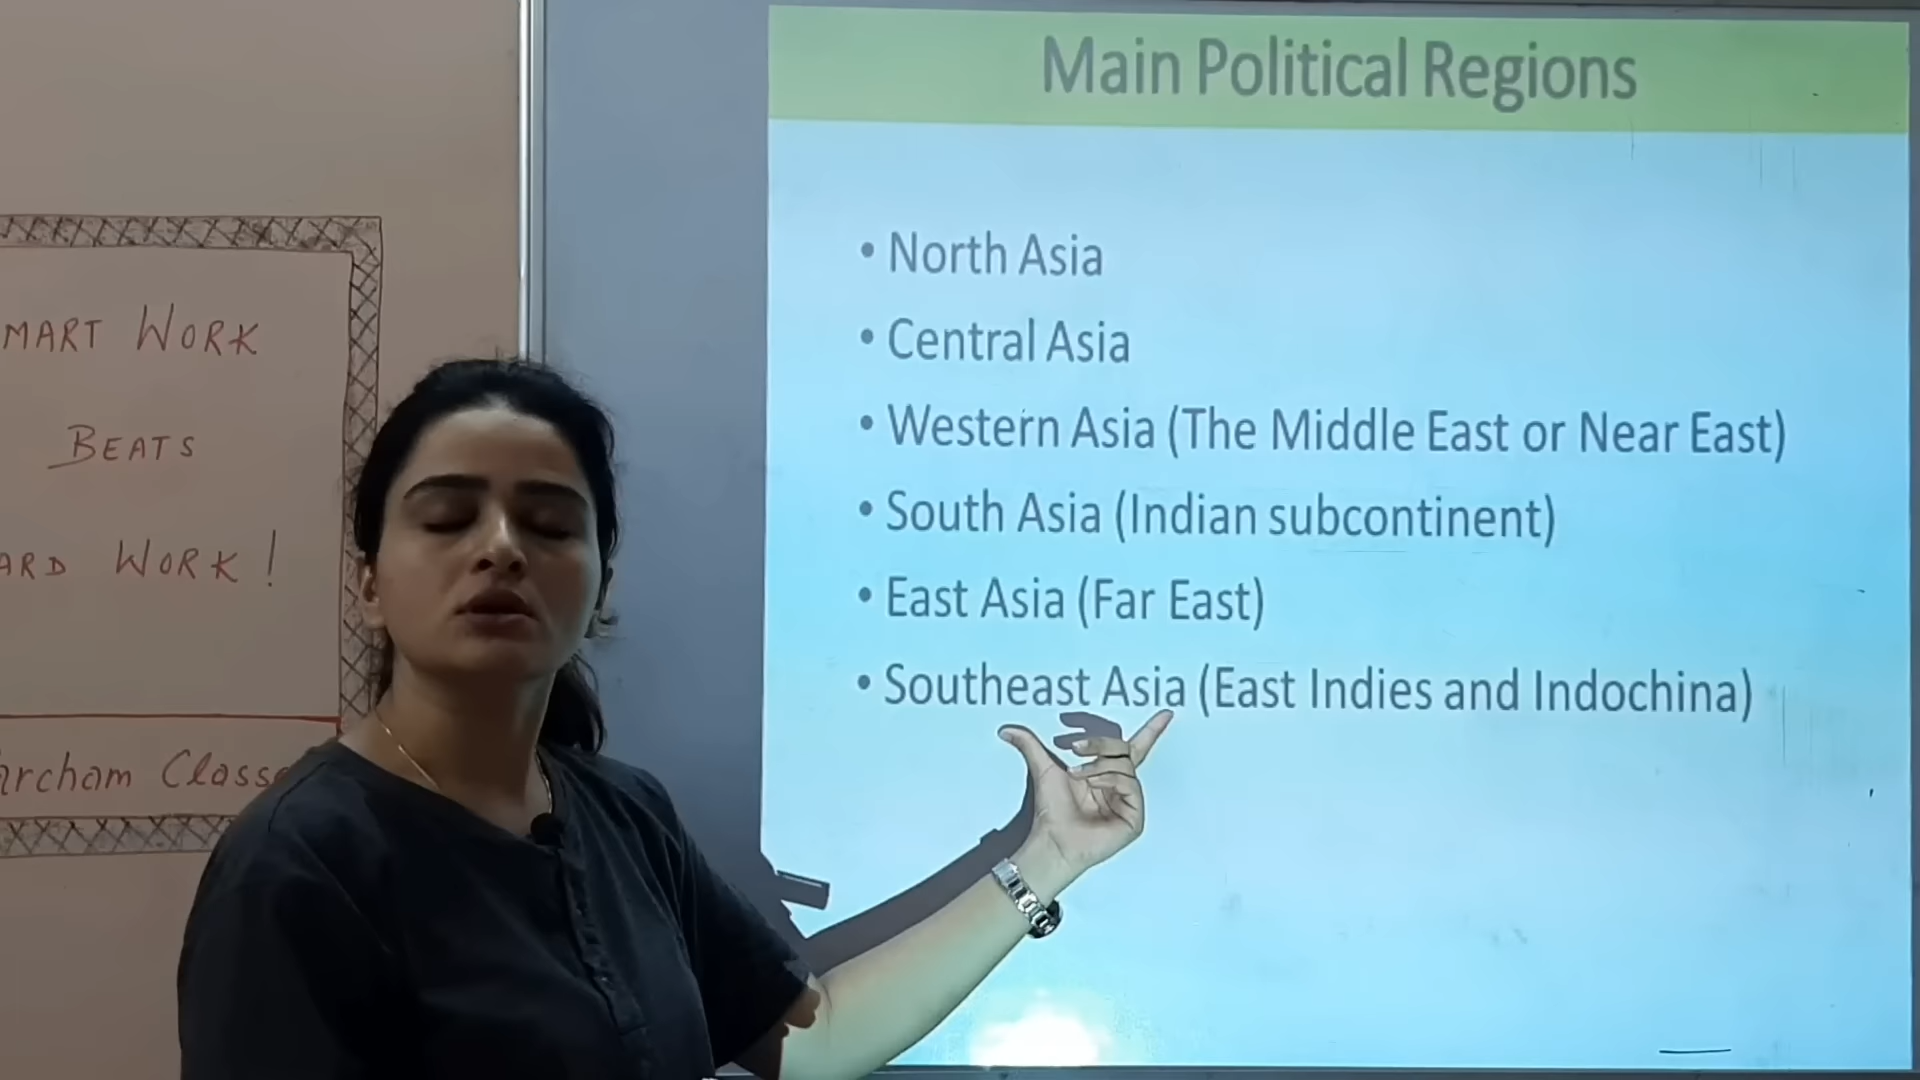 MART WORK
BEATS
ARD WORK!
archam Classe
Main Political Regions
• North Asia
• Central Asia
• Western Asia (The Middle East or Near East)
• South Asia (Indian subcontinent)
• East Asia (Far East)
• Southeast Asia (East Indies and Indochina)